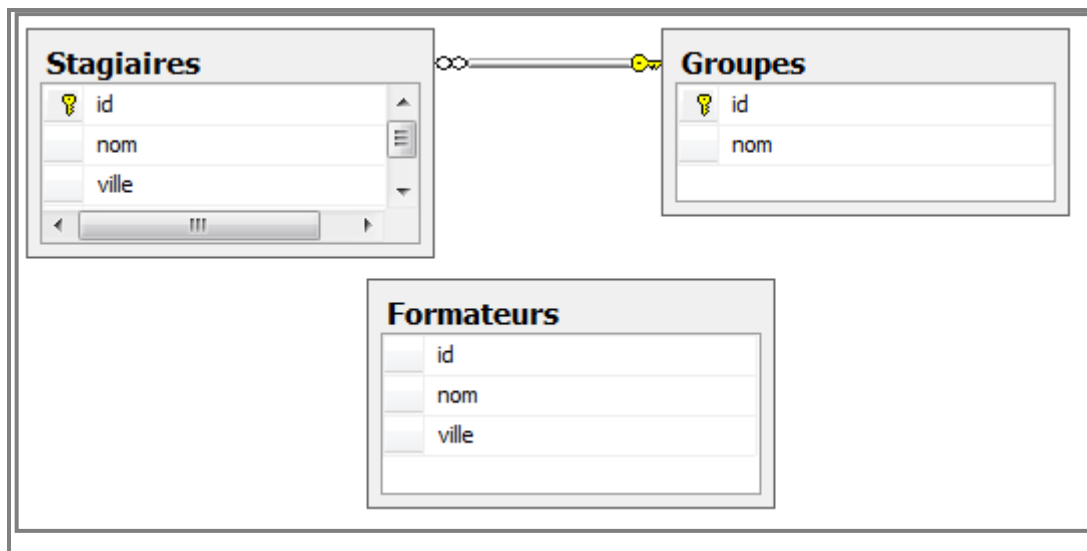 Stagiaires
id
nom
ville
Groupes
id
nom
Formateurs
id
nom
ville